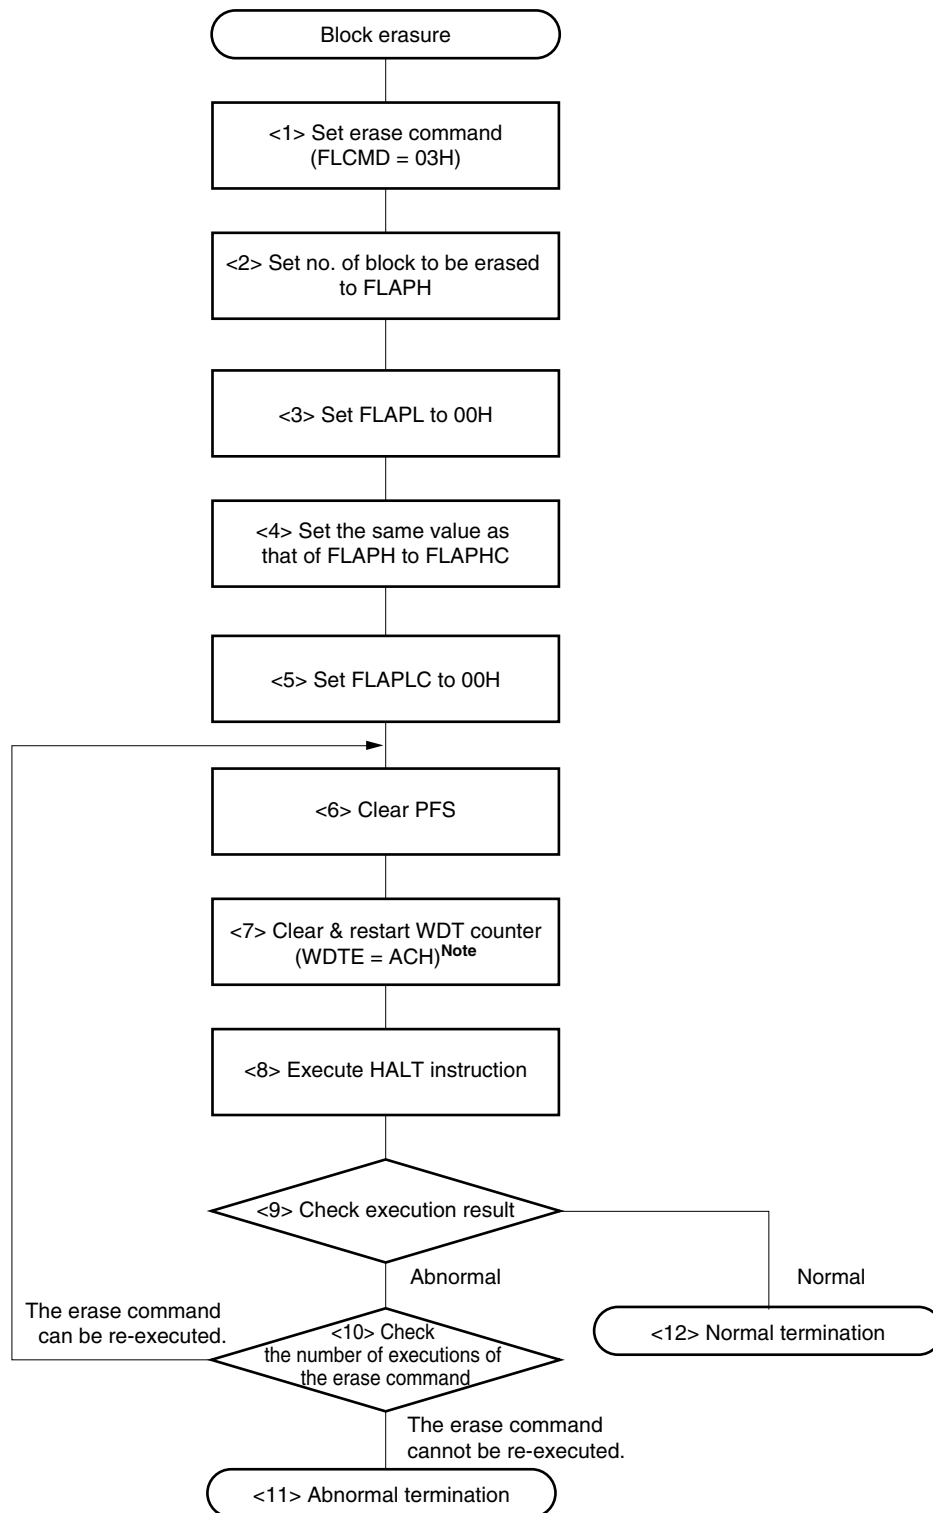 Block erasure
<1> Set erase command
(FLCMD = 03H)
<2> Set no. of block to be erased
to FLAPH
<3> Set FLAPL to 00H
<4> Set the same value as
that of FLAPH to FLAPHC
<5> Set FLAPLC to 00H
<6> Clear PFS
<7> Clear & restart WDT counter
(WDTE = ACH)Note
<8> Execute HALT instruction
<9> Check execution result
Abnormal
Normal
The erase command
can be re-executed.
<10> Check
the number of executions of
the erase command
<12> Normal termination
The erase command
cannot be re-executed.
<11> Abnormal termination